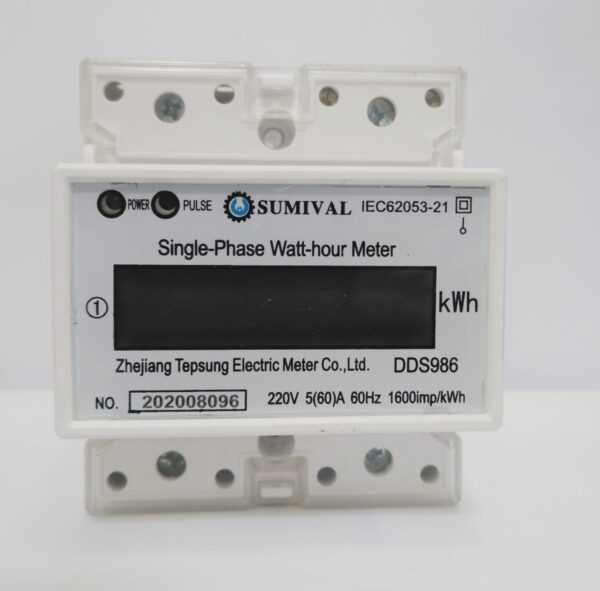 POWER PULSE SUMIVAL IEC62053-21
Single-Phase Watt-hour Meter
① kWh
Zhejiang Tepsung Electric Meter Co.,Ltd. DDS986
NO. 202008096 220V 5(60)A 60Hz 1600imp/kWh